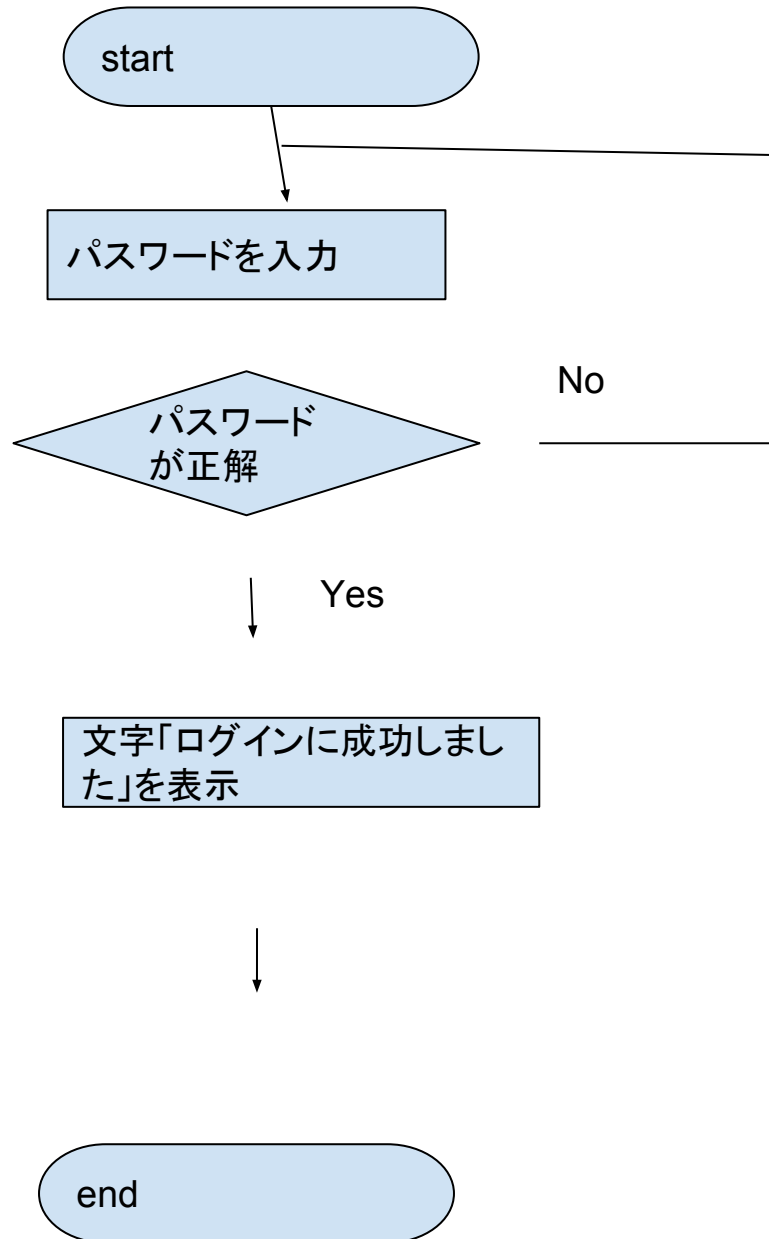 start
パスワードを入力
No
パスワード
が正解
Yes
文字「ログインに成功しまし
た」を表示
end